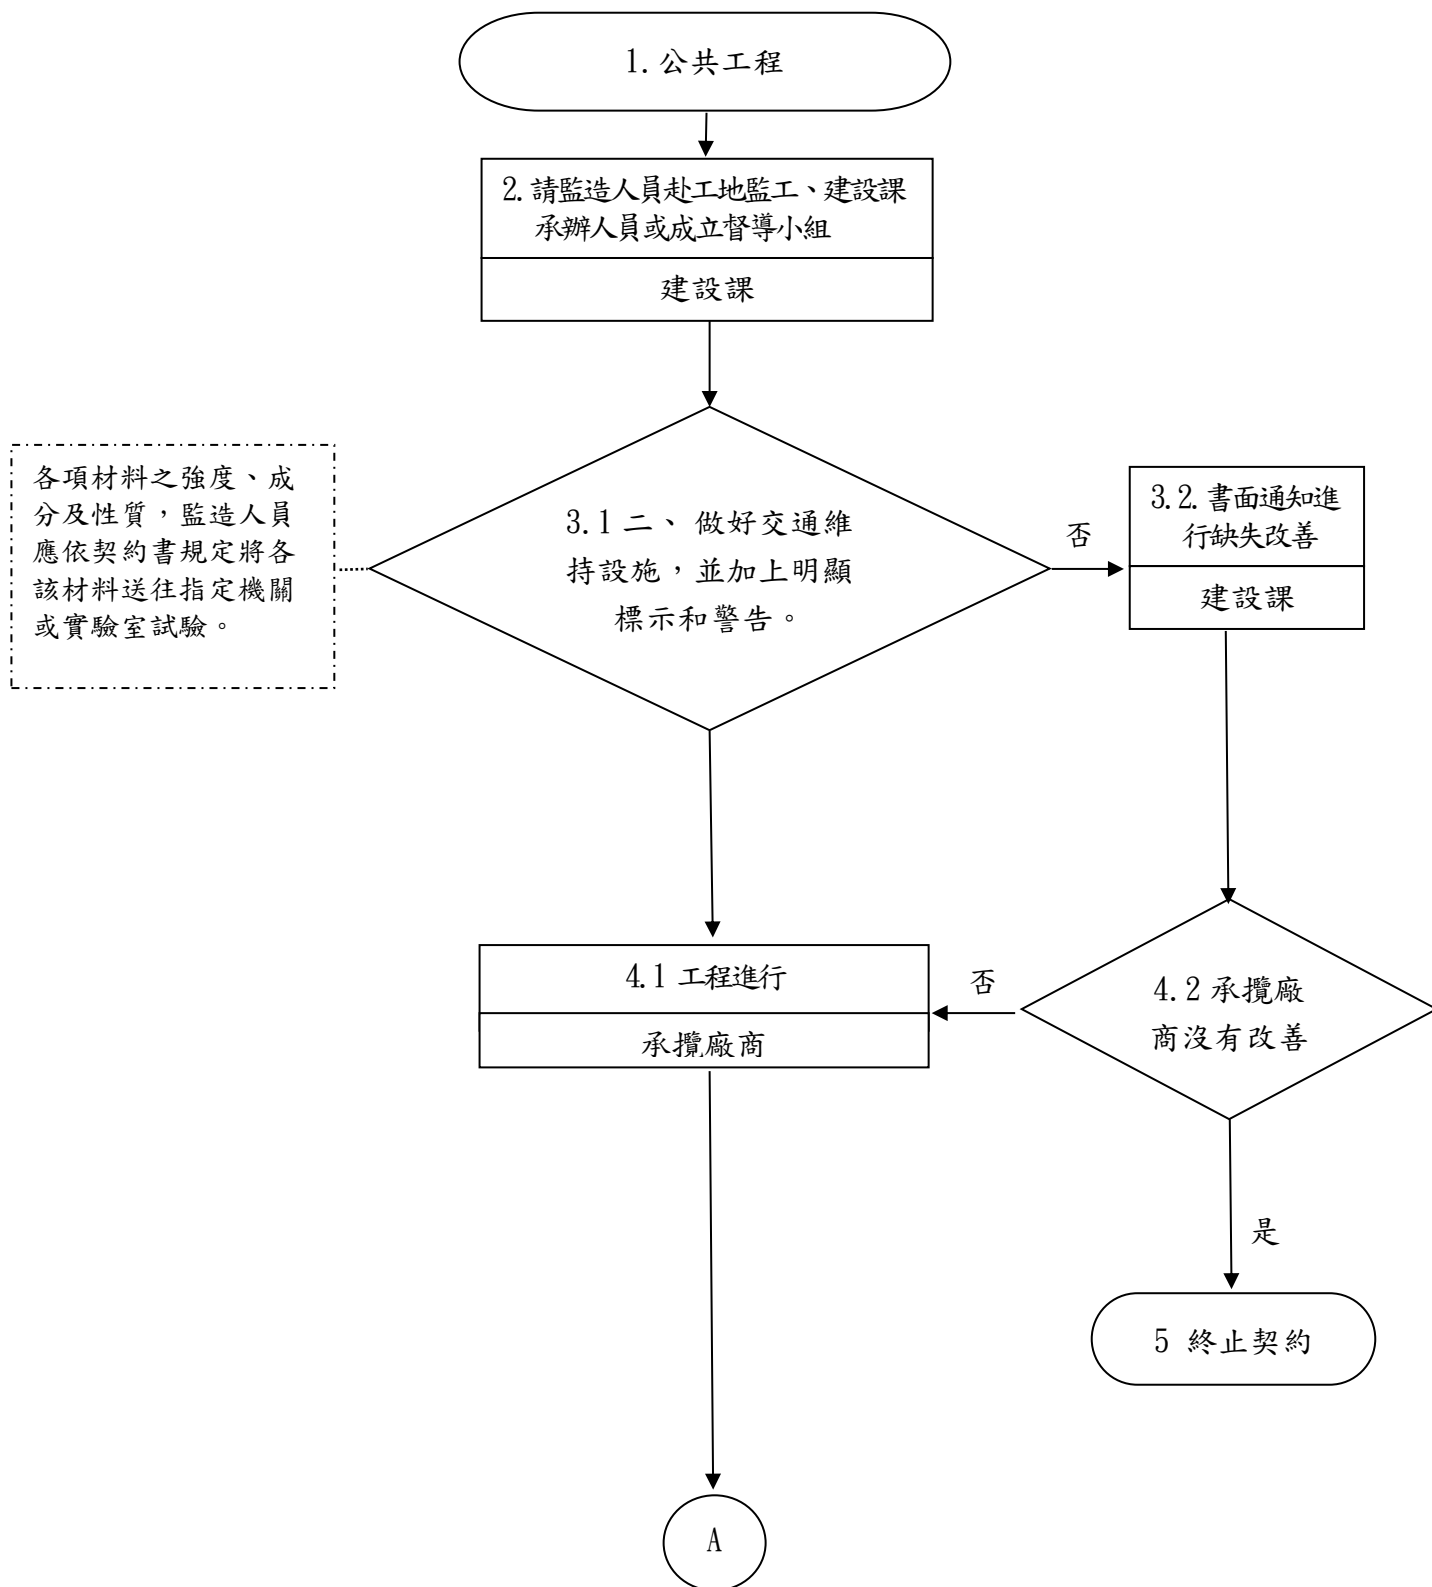 1. 公共工程
2. 請監造人員赴工地監工、建設課
承辦人員或成立督導小組
建設課
各項材料之強度、成
分及性質，監造人員
應依契約書規定將各
該材料送往指定機關
或實驗室試驗。
3.1 二、 做好交通維
持設施，並加上明顯
標示和警告。
否
3.2. 書面通知進
行缺失改善
建設課
4.1 工程進行
承攬廠商
否
4.2 承攬廠
商沒有改善
是
5 終止契約
A